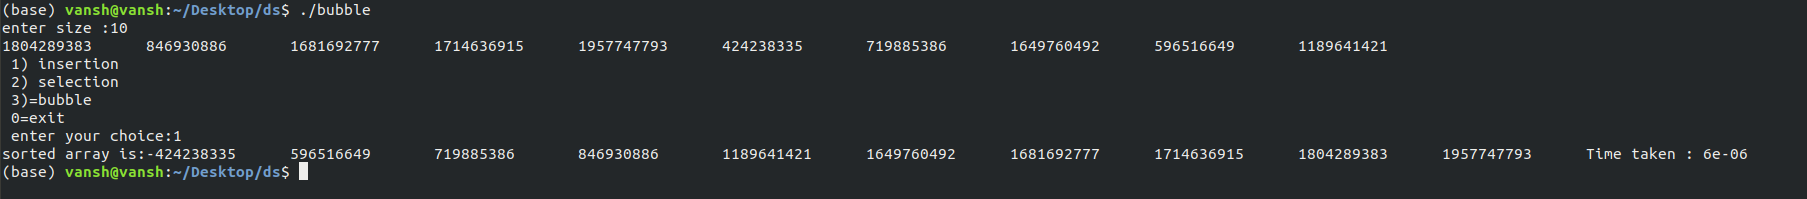 (base) vansh@vansh:~/Desktop/ds$ ./bubble
enter size :10
1804289383 846930886 1681692777 1714636915 1957747793 424238335 719885386 1649760492 596516649 1189641421
1) insertion
2) selection
3)=bubble
0=exit
enter your choice:1
sorted array is:-424238335 596516649 719885386 846930886 1189641421 1649760492 1681692777 1714636915 1804289383 1957747793 Time taken : 6e-06
(base) vansh@vansh:~/Desktop/ds$